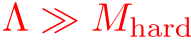 Λ ≫ M_hard